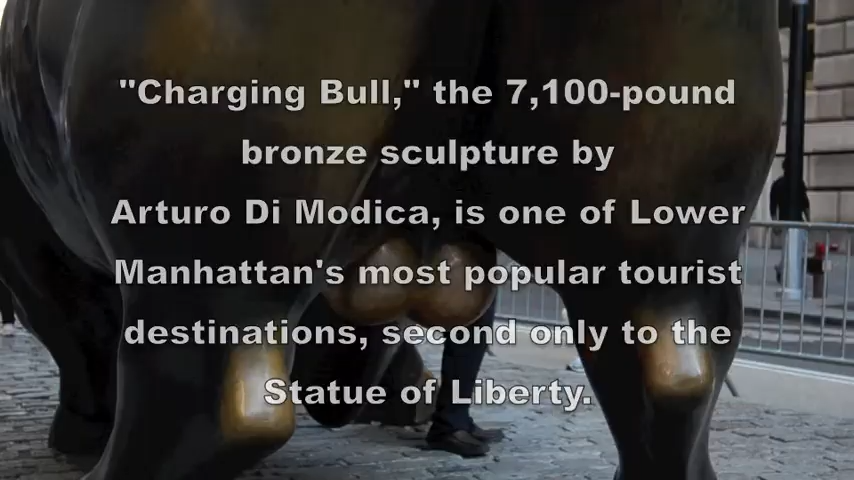 "Charging Bull," the 7,100-pound
bronze sculpture by
Arturo Di Modica, is one of Lower
Manhattan's most popular tourist
destinations, second only to the
Statue of Liberty.